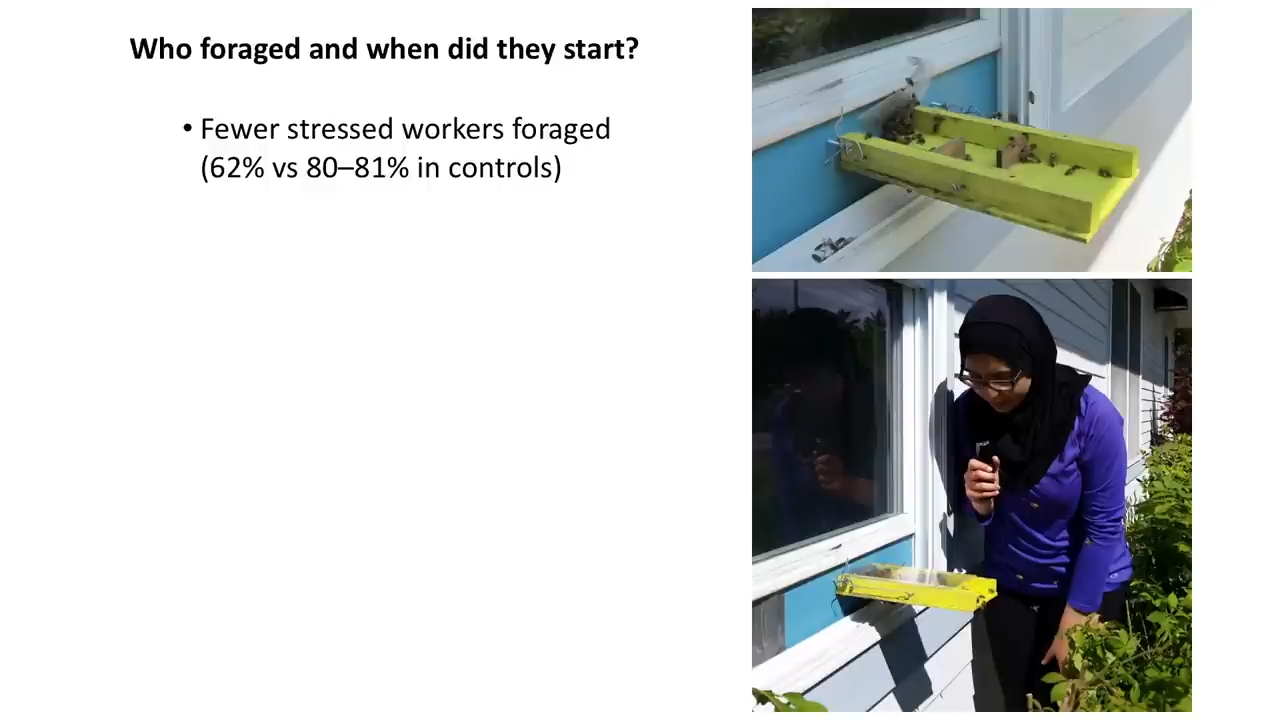 Who foraged and when did they start?
• Fewer stressed workers foraged
(62% vs 80–81% in controls)